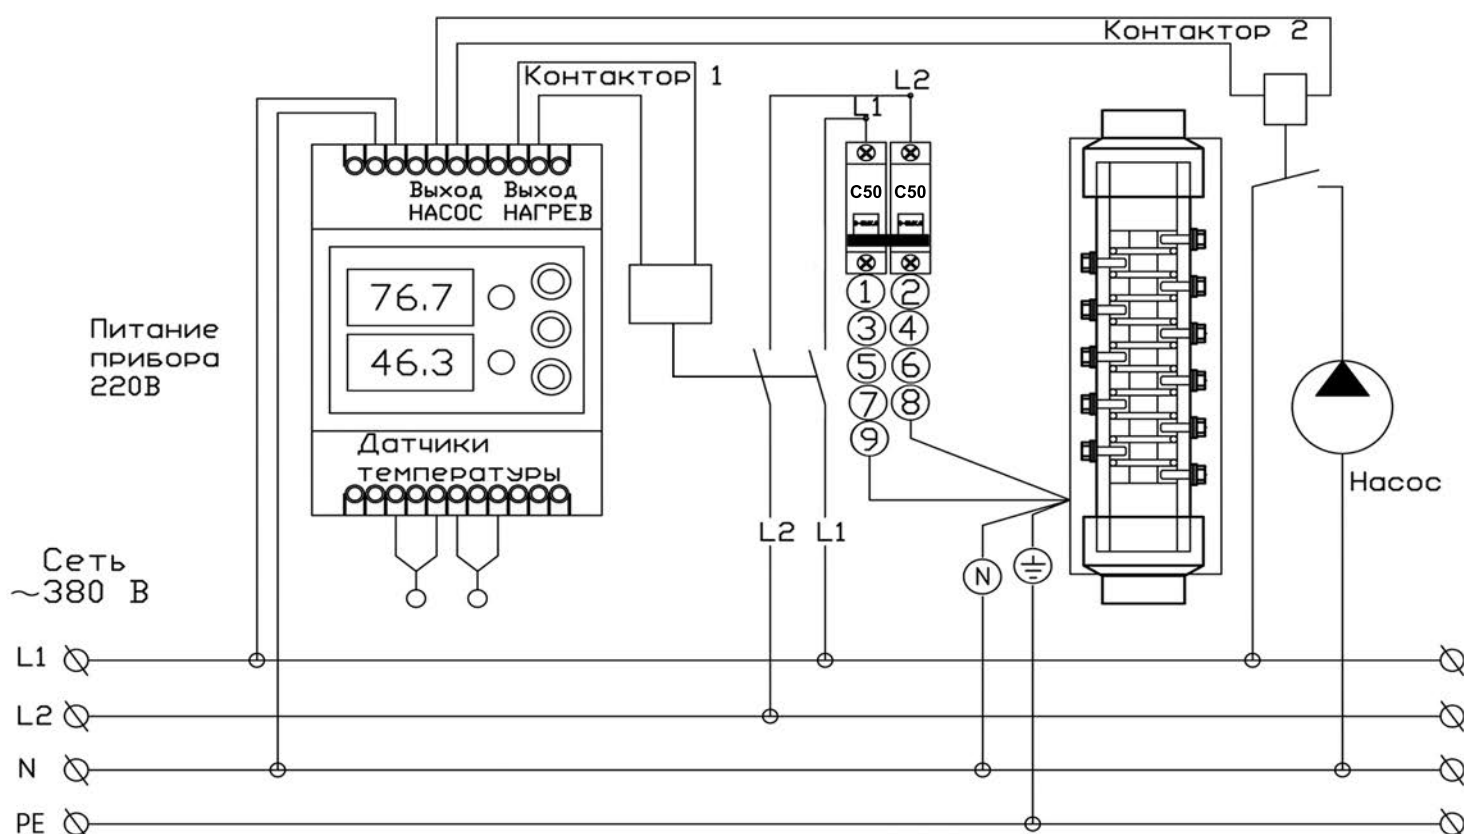 Контактор 2
Контактор 1
L2
L1
Выход Выход
НАСОС НАГРЕВ
C50 C50
76.7
46.3
Питание
прибора
220В
1 2
3 4
5 6
7 8
9
Датчики
температуры
Насос
L2 L1
Сеть
~380 В
N
L1
L2
N
PE